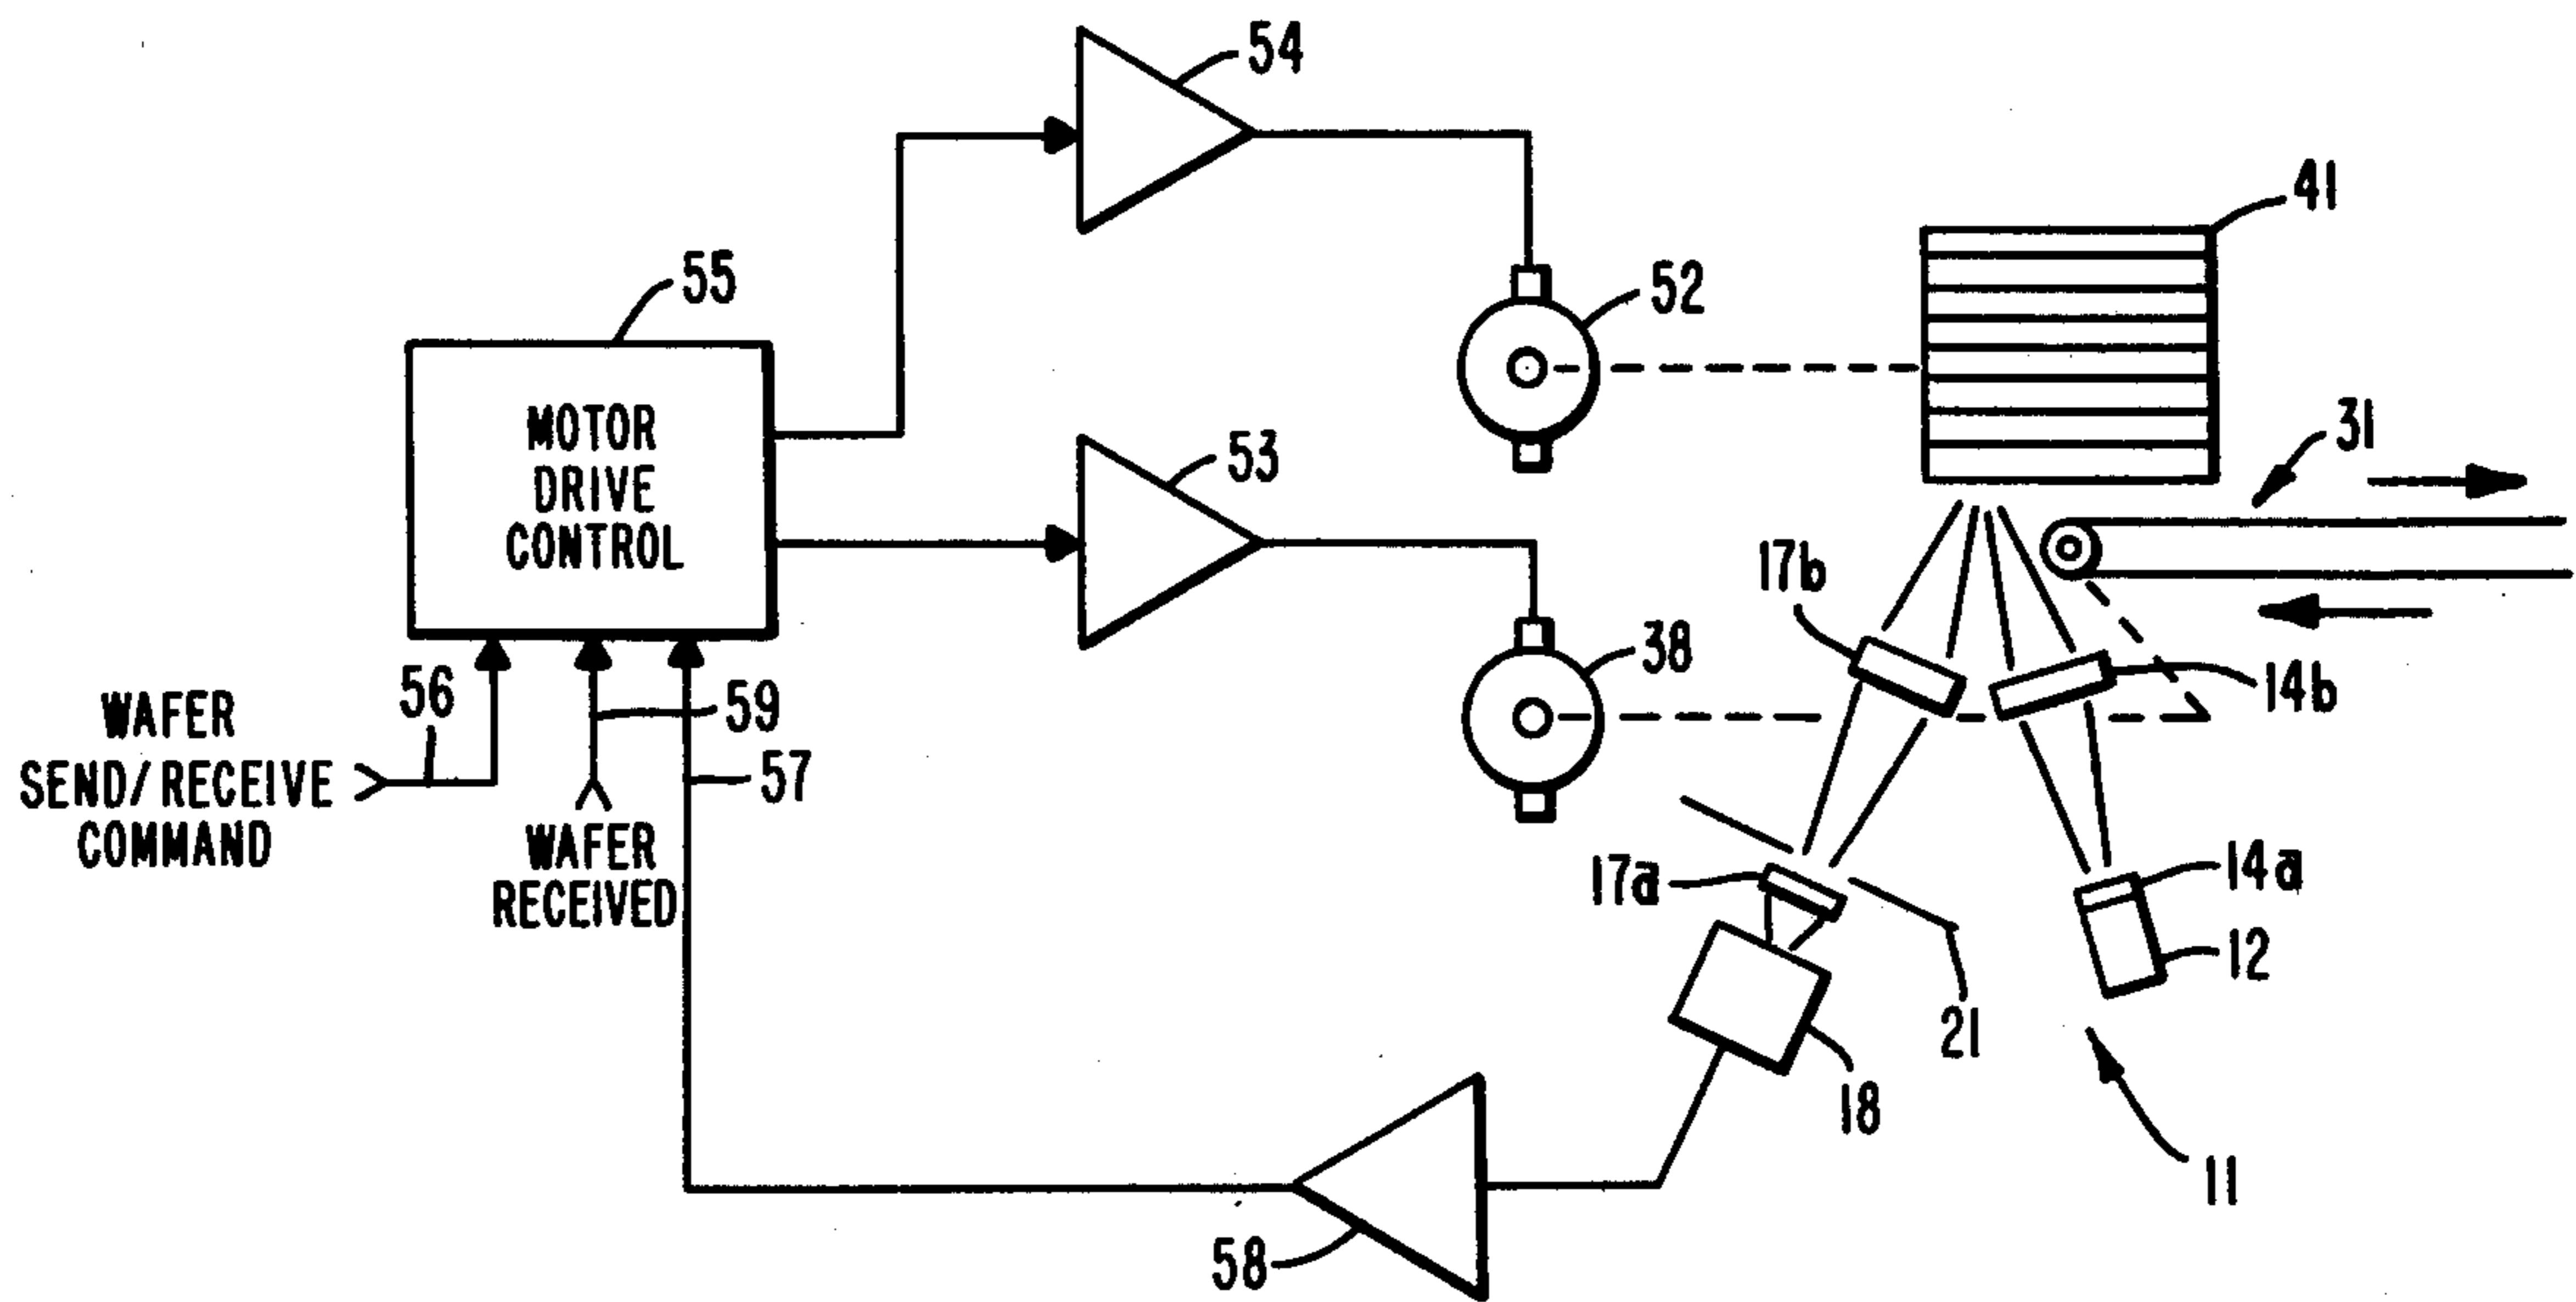 54
41
55
52
MOTOR
DRIVE
CONTROL
53
31
17b
38
14b
56
59
WAFER
SEND/RECEIVE
COMMAND
57
WAFER
RECEIVED
17a
14a
12
21
18
11
58